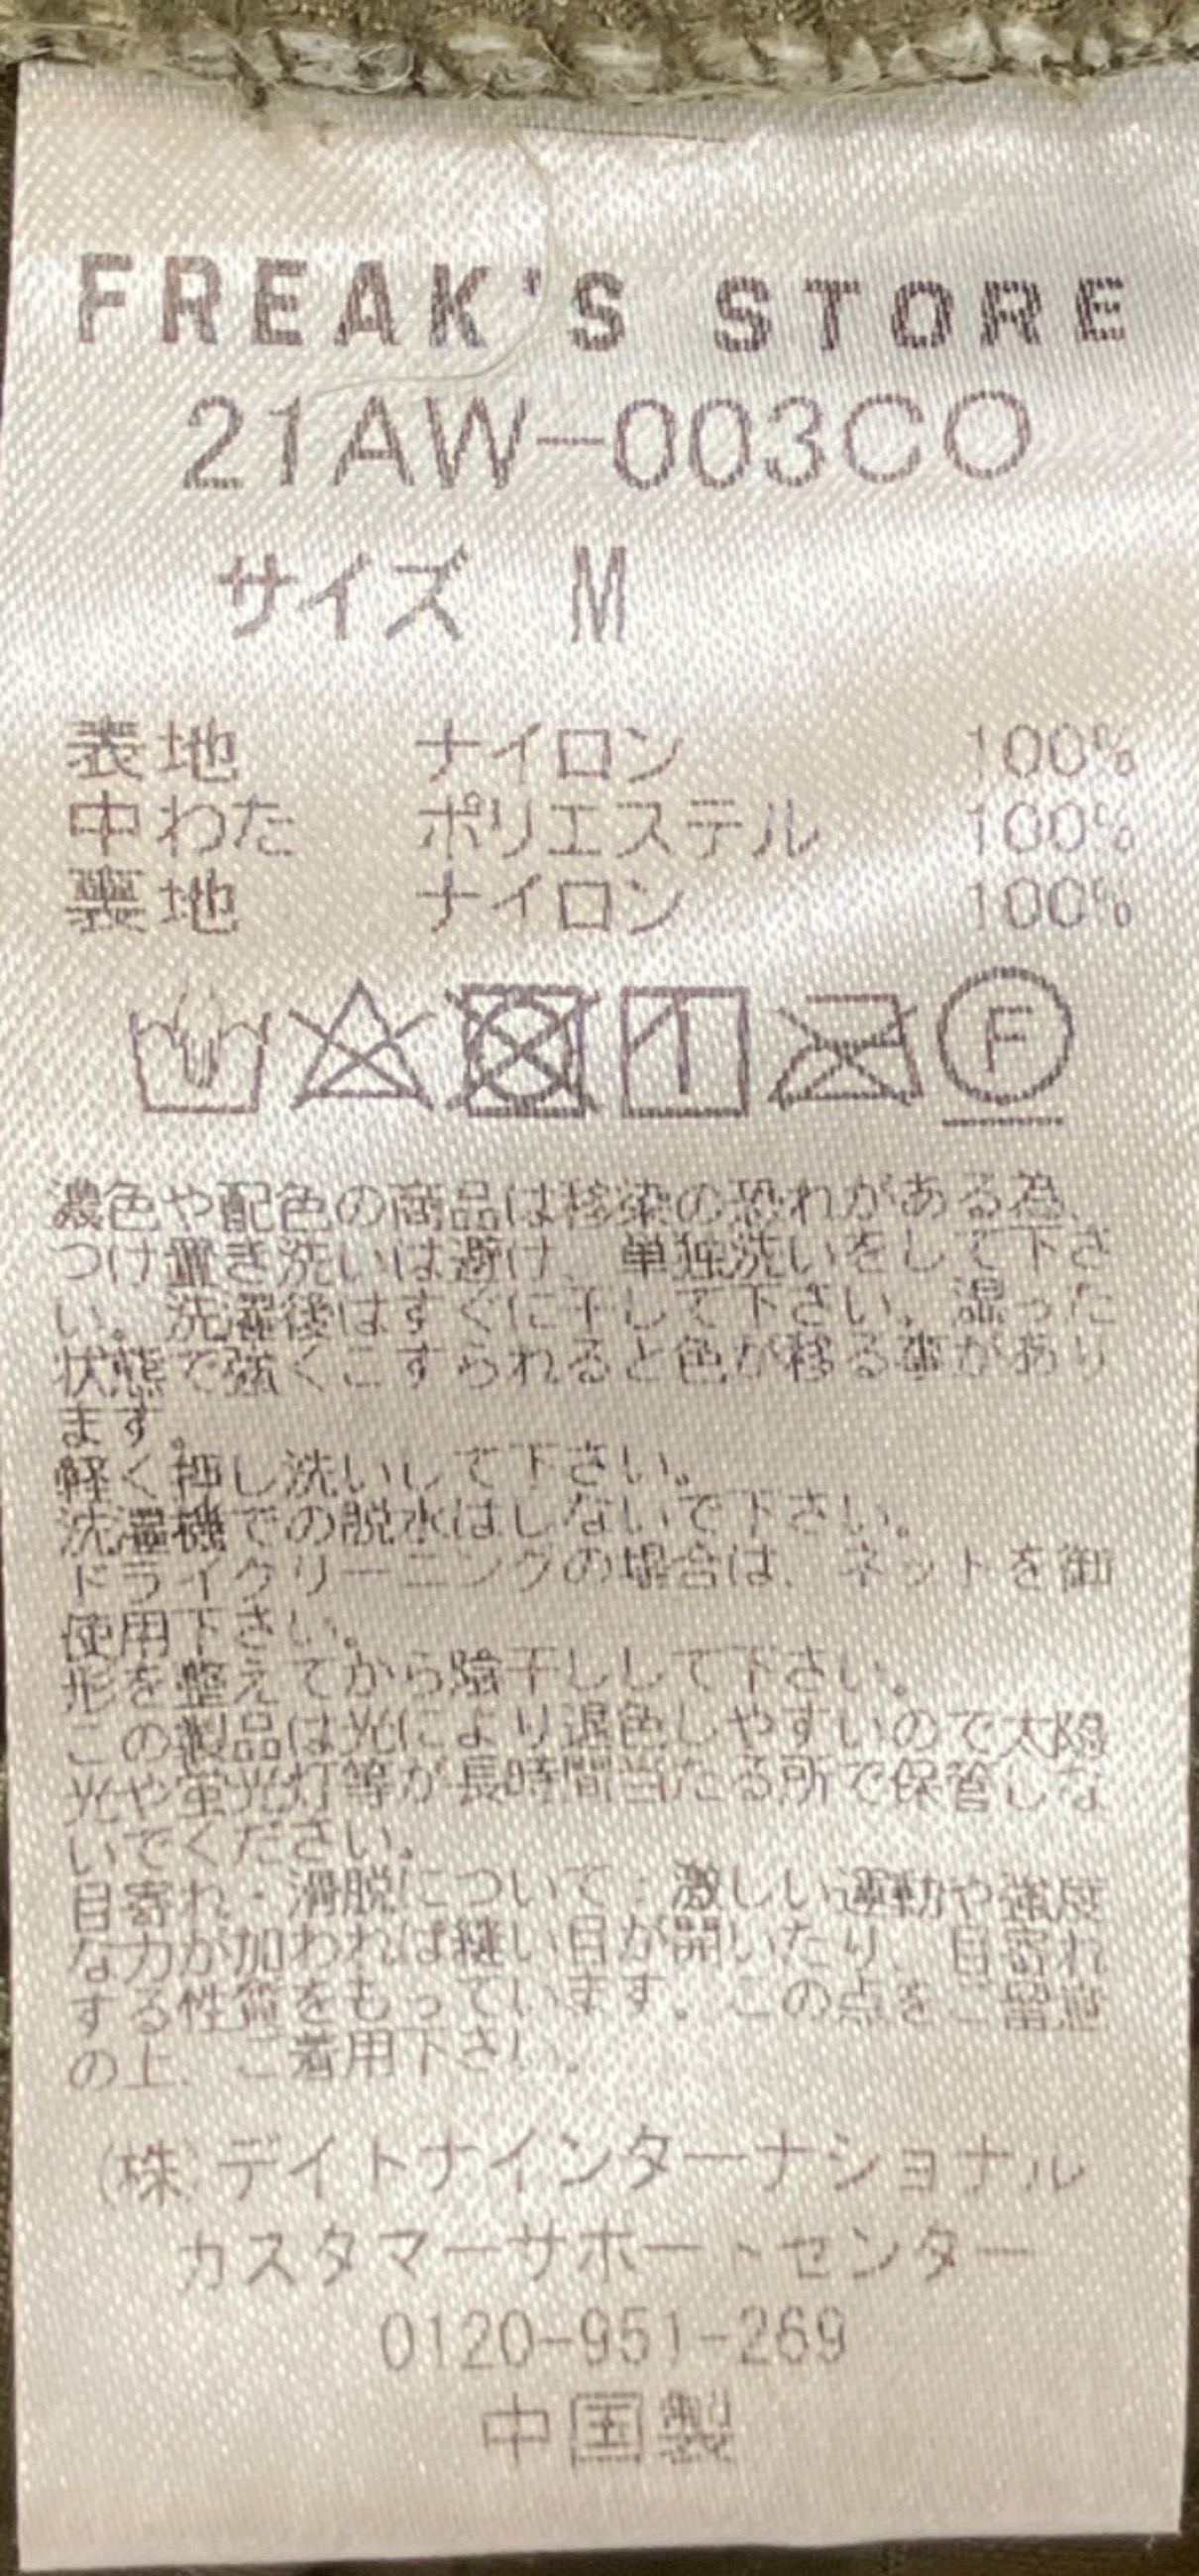 FREAK'S STORE
21AW-003CO
サイズ M
表地 ナイロン 100%
中わた ポリエステル 100%
裏地 ナイロン 100%
F
濃色や配色の商品は移染の恐れがある為、
つけ置き洗いは避け、単独洗いをして下さ
い。洗濯後はすぐに干して下さい。湿った
状態で強くこすられると色が移る事があり
ます。
軽く押し洗いして下さい。
洗濯機での脱水はしないで下さい。
ドライクリーニングの場合は、ネットを御
使用下さい。
形を整えてから陰干しして下さい。
この製品は光により退色しやすいので太陽
光や蛍光灯等が長時間当たる所で保管しな
いでください。
目寄れ・滑脱について：激しい運動や過度
な力が加われば縫い目が開いたり、目寄れ
する性質をもっています。この点をご留意
の上、ご着用下さい。
(株)デイトナインターナショナル
カスタマーサポートセンター
0120-951-269
中国製